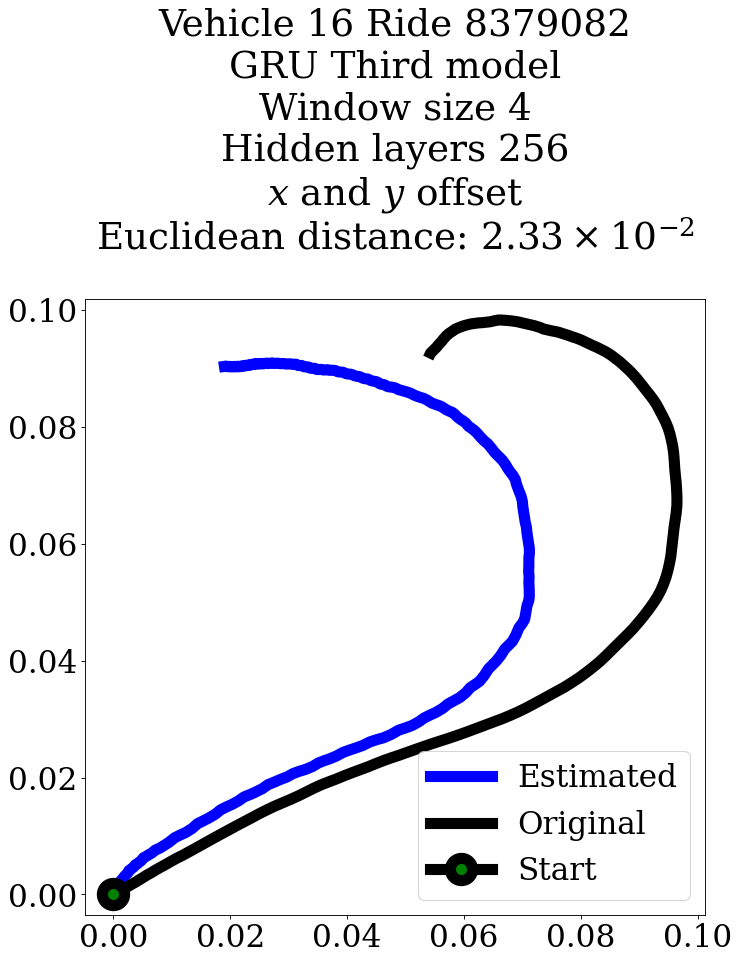 Vehicle 16 Ride 8379082
GRU Third model
Window size 4
Hidden layers 256
x and y offset
Euclidean distance: 2.33 × 10⁻²
0.10
0.08
0.06
0.04
0.02
0.00
Estimated
Original
Start
0.00 0.02 0.04 0.06 0.08 0.10